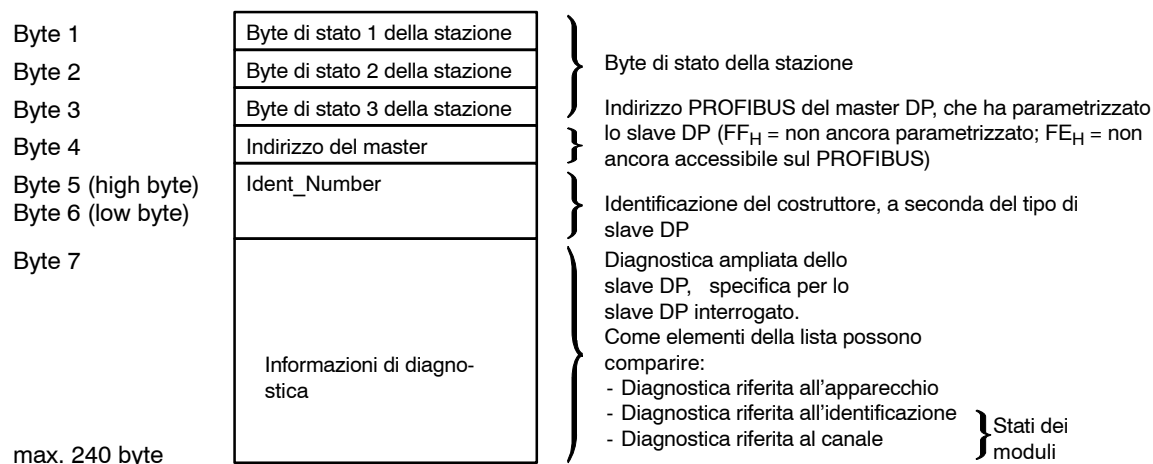 Byte 1
Byte di stato 1 della stazione
Byte 2
Byte di stato 2 della stazione
Byte 3
Byte di stato 3 della stazione
Byte di stato della stazione
Byte 4
Indirizzo del master
Indirizzo PROFIBUS del master DP, che ha parametrizzato
lo slave DP (FFH = non ancora parametrizzato; FEH = non
ancora accessibile sul PROFIBUS)
Byte 5 (high byte)
Byte 6 (low byte)
Ident_Number
Identificazione del costruttore, a seconda del tipo di
slave DP
Byte 7
max. 240 byte
Informazioni di diagno-
stica
Diagnostica ampliata dello
slave DP, specifica per lo
slave DP interrogato.
Come elementi della lista possono
comparire:
- Diagnostica riferita all'apparecchio
- Diagnostica riferita all'identificazione
- Diagnostica riferita al canale
Stati dei
moduli